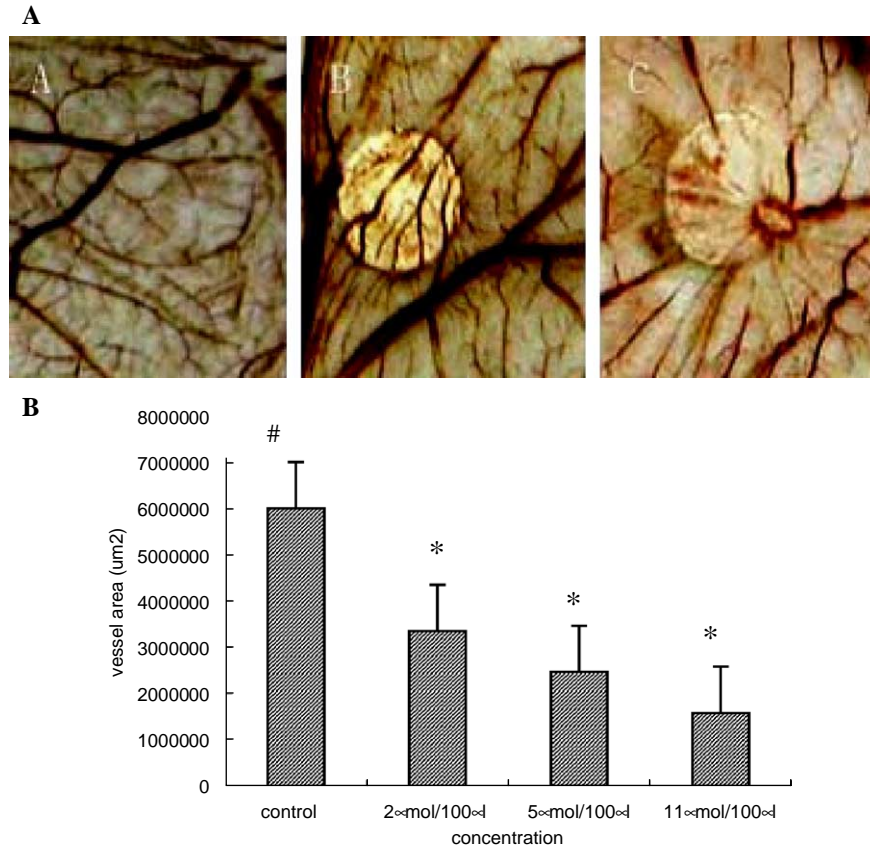 A
A B C
B
8000000
#
7000000
6000000
5000000
*
4000000
*
3000000
*
2000000
1000000
0
vessel area (um2)
control 2∝mol/100∝l 5∝mol/100∝l 11∝mol/100∝l
concentration